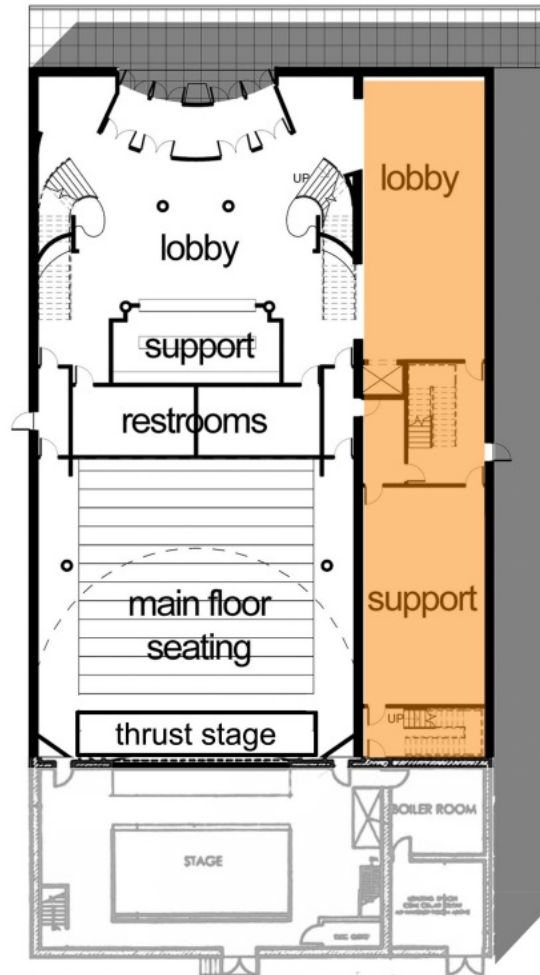 lobby
UP
lobby
support
restrooms
main floor
seating
support
thrust stage
UP
BOILER ROOM
STAGE